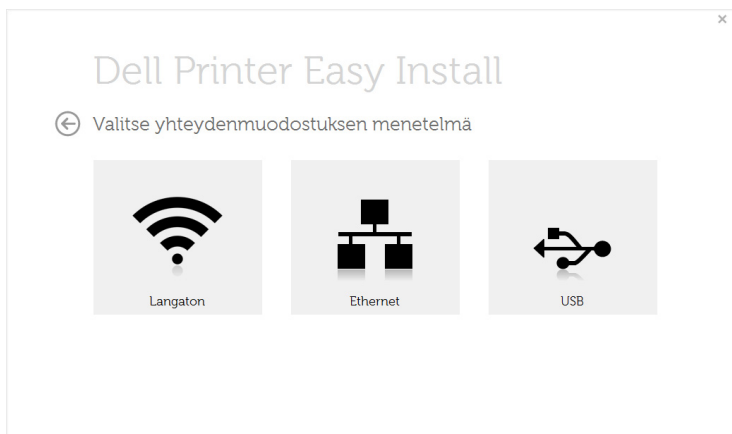 Dell Printer Easy Install
Valitse yhteydenmuodostuksen menetelmä
Langaton
Ethernet
USB